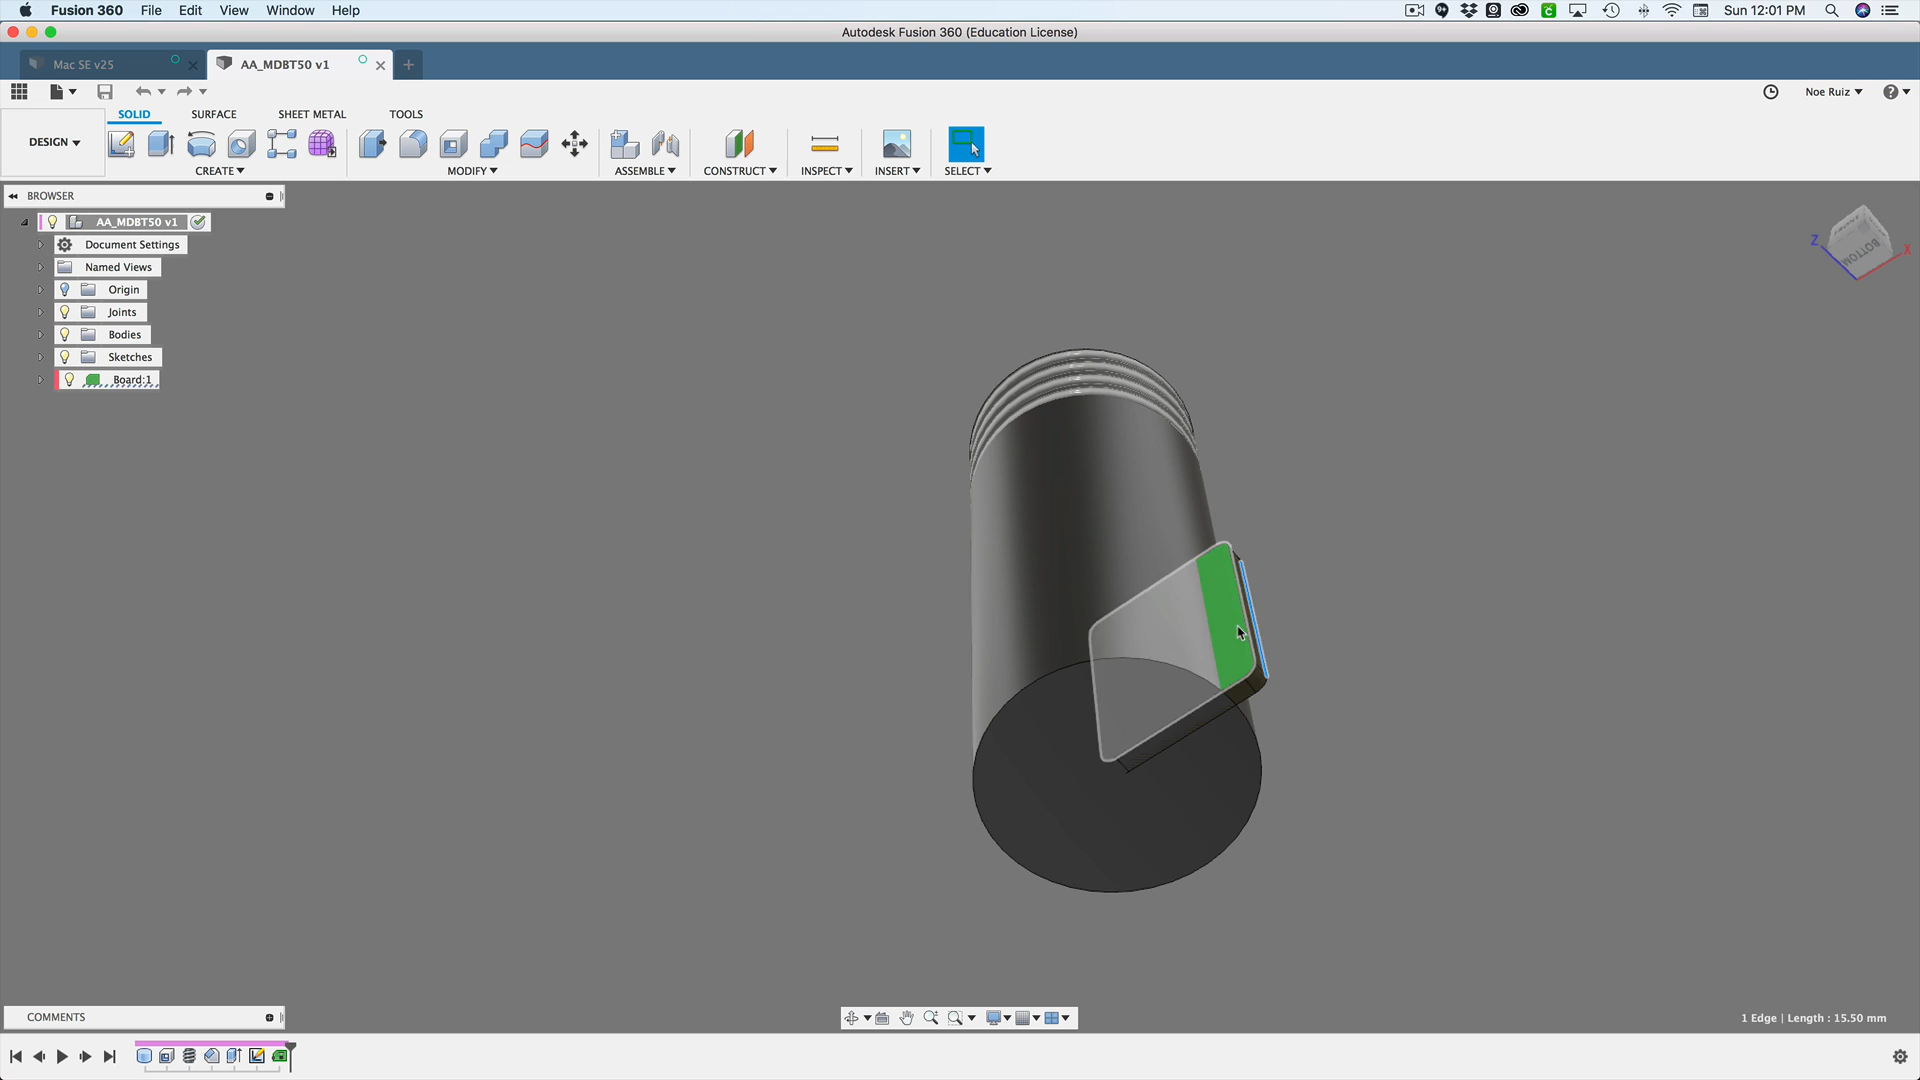 Fusion 360 File Edit View Window Help Sun 12:01 PM
Autodesk Fusion 360 (Education License)
Mac SE v25 AA_MDBT50 v1
Noe Ruiz
SOLID SURFACE SHEET METAL TOOLS
DESIGN
CREATE MODIFY ASSEMBLE CONSTRUCT INSPECT INSERT SELECT
BROWSER
AA_MDBT50 v1
Document Settings
Named Views
Origin
Joints
Bodies
Sketches
Board:1
Z
X
BOTTOM
COMMENTS
1 Edge | Length : 15.50 mm